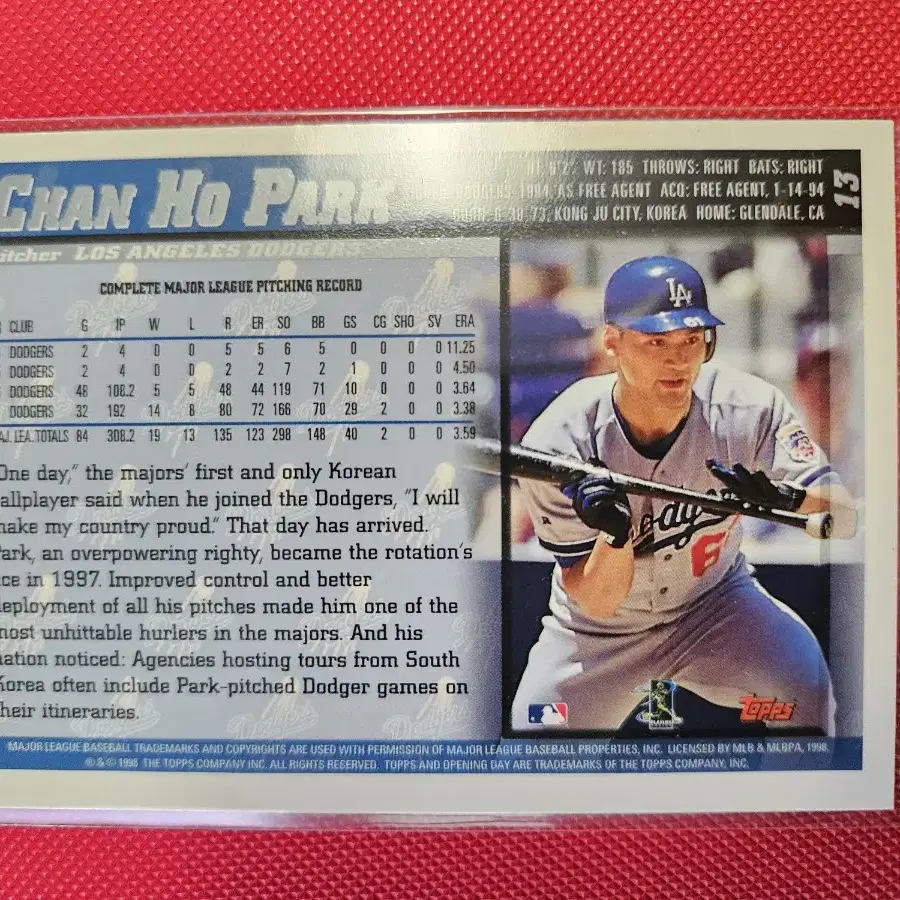 CHAN HO PARK
itcher LOS ANGELES DODGERS
WT: 185 THROWS: RIGHT BATS: RIGHT
DODGERS 1994, AS FREE AGENT ACQ: FREE AGENT, 1-14-94
KONG JU CITY, KOREA HOME: GLENDALE, CA
13
COMPLETE MAJOR LEAGUE PITCHING RECORD
CLUB G IP W L R ER SO BB GS CG SHO SV ERA
DODGERS 2 4 0 0 5 5 6 5 0 0 0 0 11.25
DODGERS 2 4 0 0 2 2 7 2 1 0 0 0 4.50
DODGERS 48 108.2 5 5 48 44 119 71 10 0 0 0 3.64
DODGERS 32 192 14 8 80 72 166 70 29 2 0 0 3.38
AJ. LEA. TOTALS 84 308.2 19 13 135 123 298 148 40 2 0 0 3.59
One day," the majors' first and only Korean
allplayer said when he joined the Dodgers, "I will
make my country proud." That day has arrived.
Park, an overpowering righty, became the rotation's
ce in 1997. Improved control and better
eployment of all his pitches made him one of the
most unhittable hurlers in the majors. And his
nation noticed: Agencies hosting tours from South
Korea often include Park-pitched Dodger games on
heir itineraries.
LA
61
6
Topps
MAJOR LEAGUE BASEBALL TRADEMARKS AND COPYRIGHTS ARE USED WITH PERMISSION OF MAJOR LEAGUE BASEBALL PROPERTIES, INC. LICENSED BY MLB & MLBPA, 1998.
® & © 1998 THE TOPPS COMPANY INC. ALL RIGHTS RESERVED. TOPPS AND OPENING DAY ARE TRADEMARKS OF THE TOPPS COMPANY, INC.